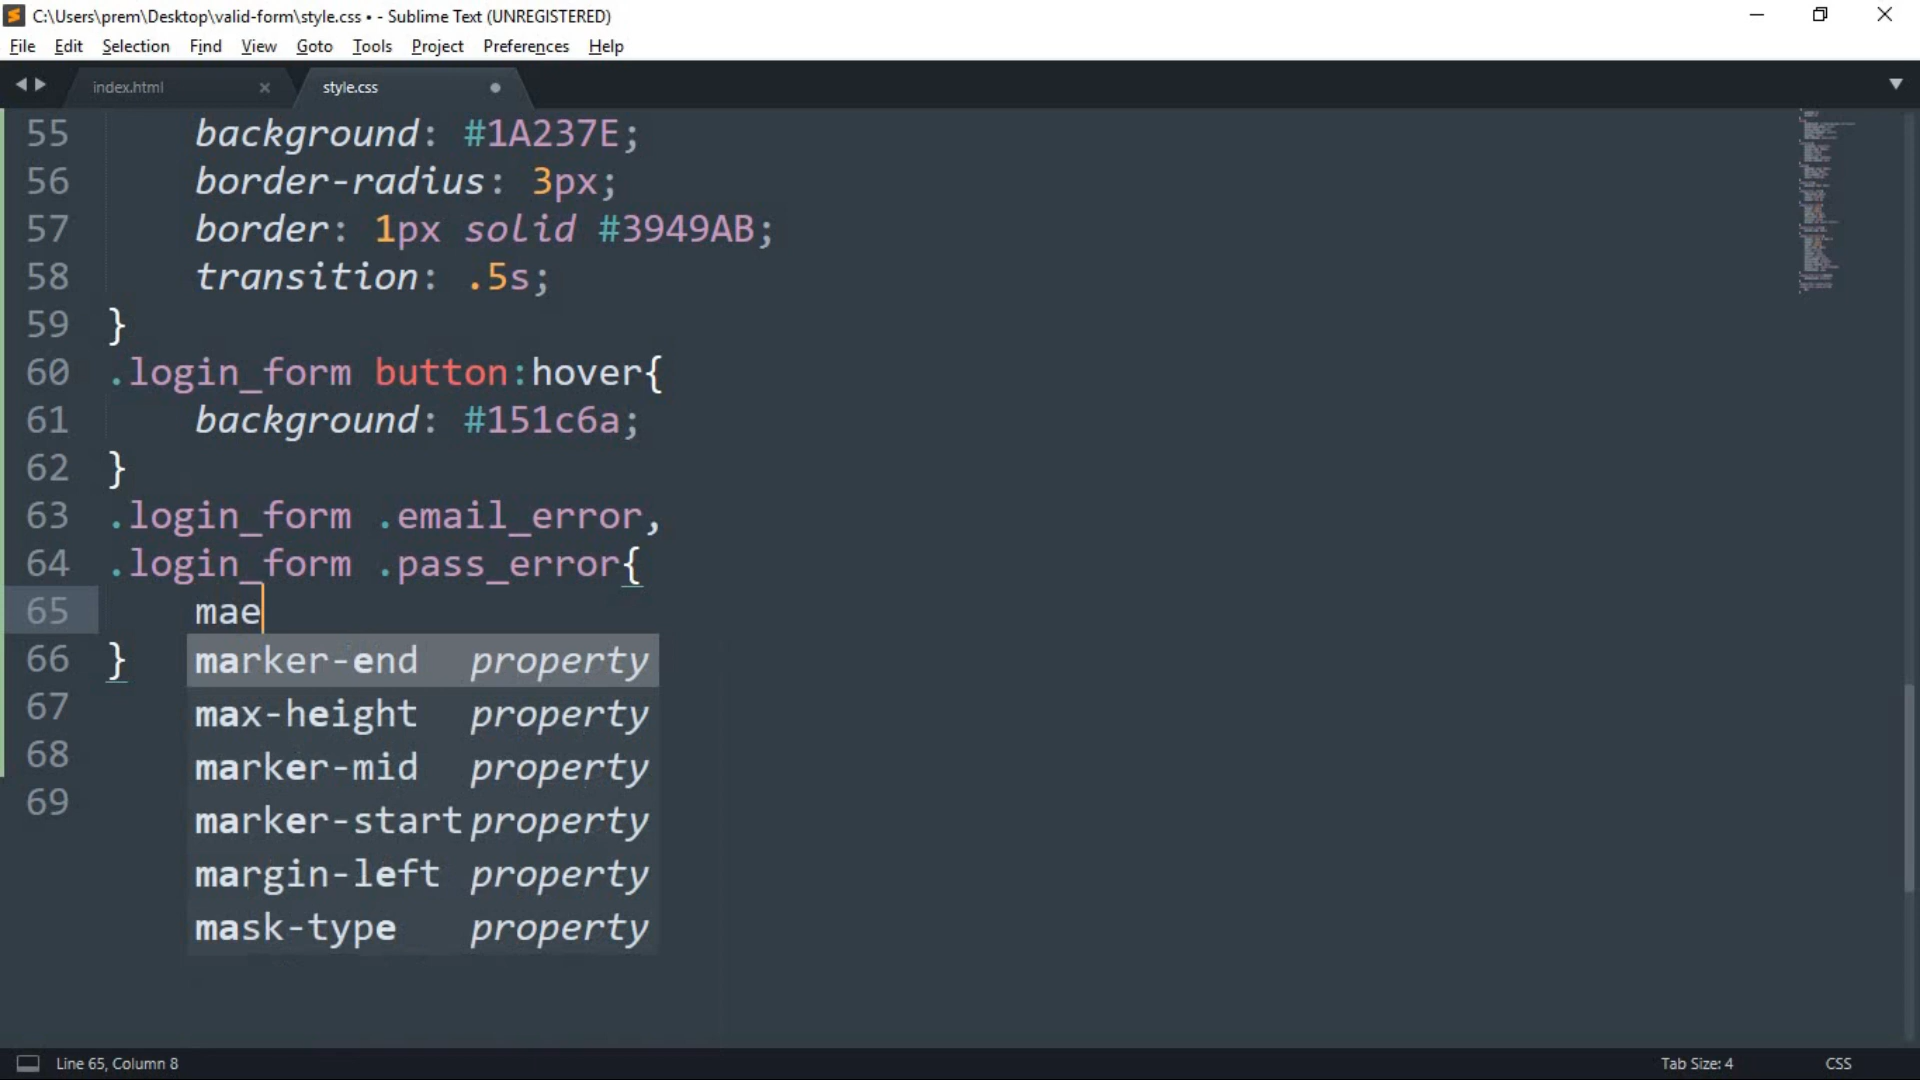 C:\Users\prem\Desktop\valid-form\style.css • - Sublime Text (UNREGISTERED)
File Edit Selection Find View Goto Tools Project Preferences Help
index.html × style.css
55 background: #1A237E;
56 border-radius: 3px;
57 border: 1px solid #3949AB;
58 transition: .5s;
59 }
60 .login_form button:hover{
61 background: #151c6a;
62 }
63 .login_form .email_error,
64 .login_form .pass_error{
65 mae
66 } marker-end property
67 max-height property
68 marker-mid property
69 marker-start property
margin-left property
mask-type property
Line 65, Column 8 Tab Size: 4 CSS